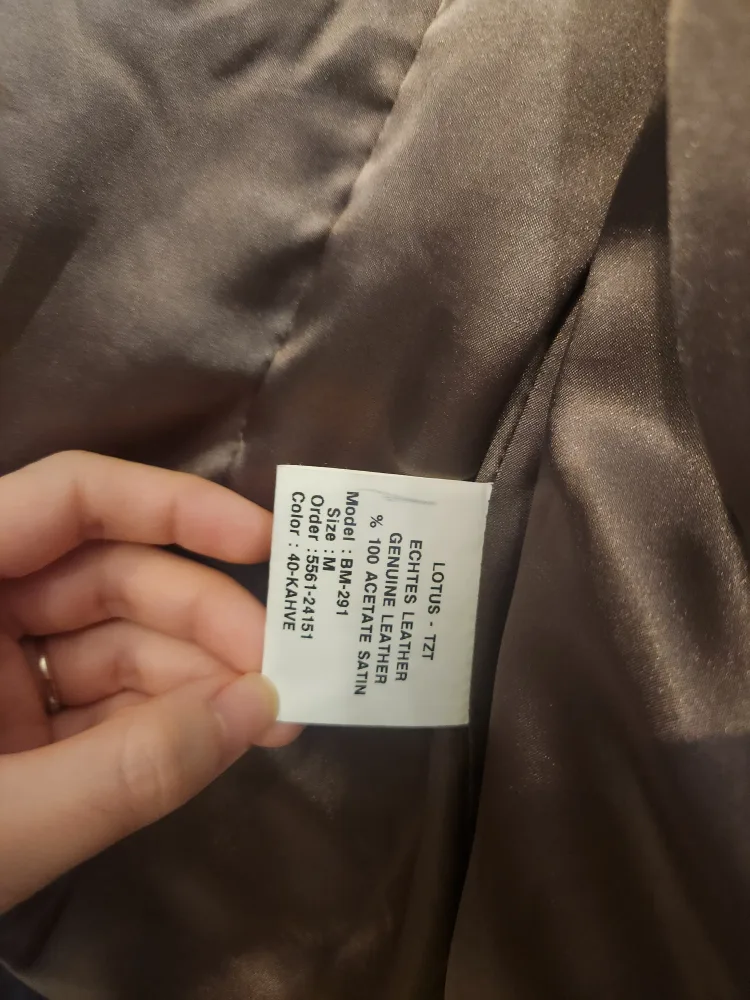 LOTUS - TZT
ECHTES LEATHER
GENUINE LEATHER
% 100 ACETATE SATIN
Model : BM-291
Size : M
Order :5561-24151
Color : 40-KAHVE